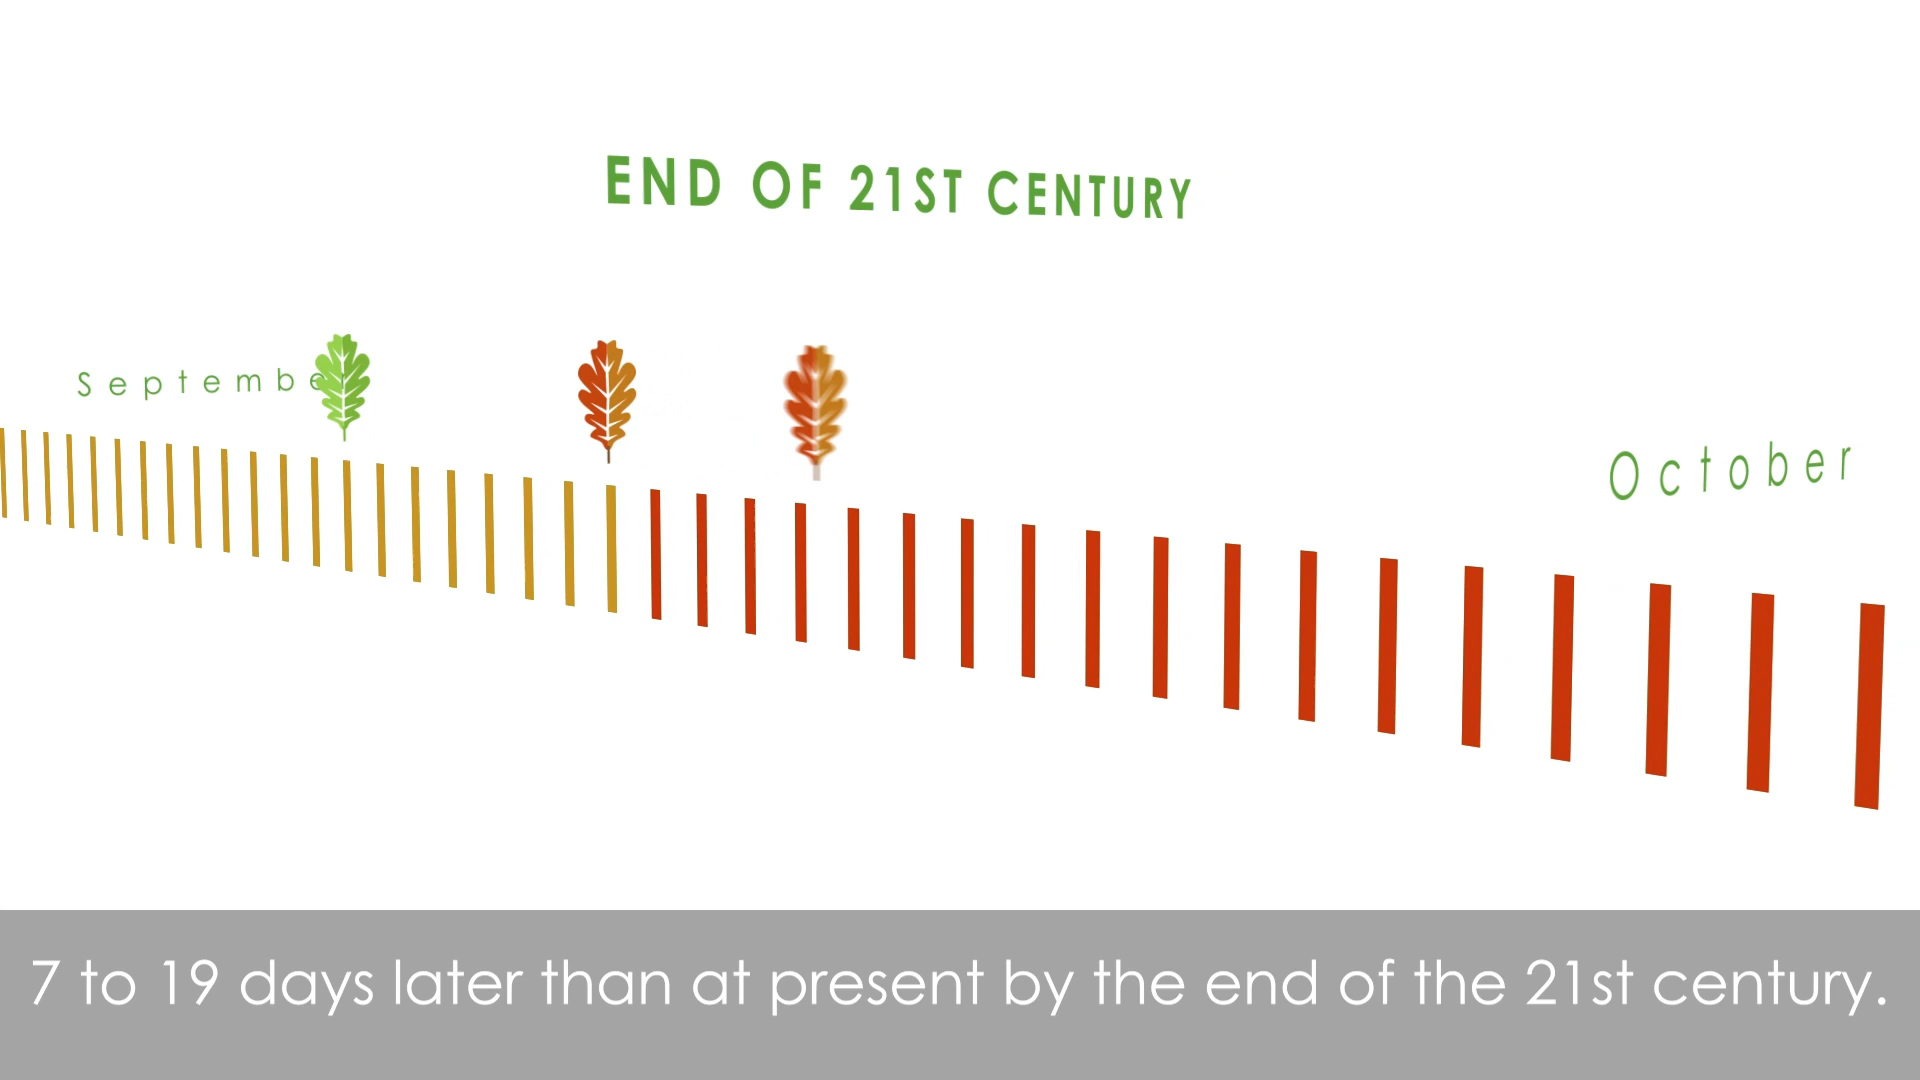 END OF 21ST CENTURY
Septembe
October
7 to 19 days later than at present by the end of the 21st century.